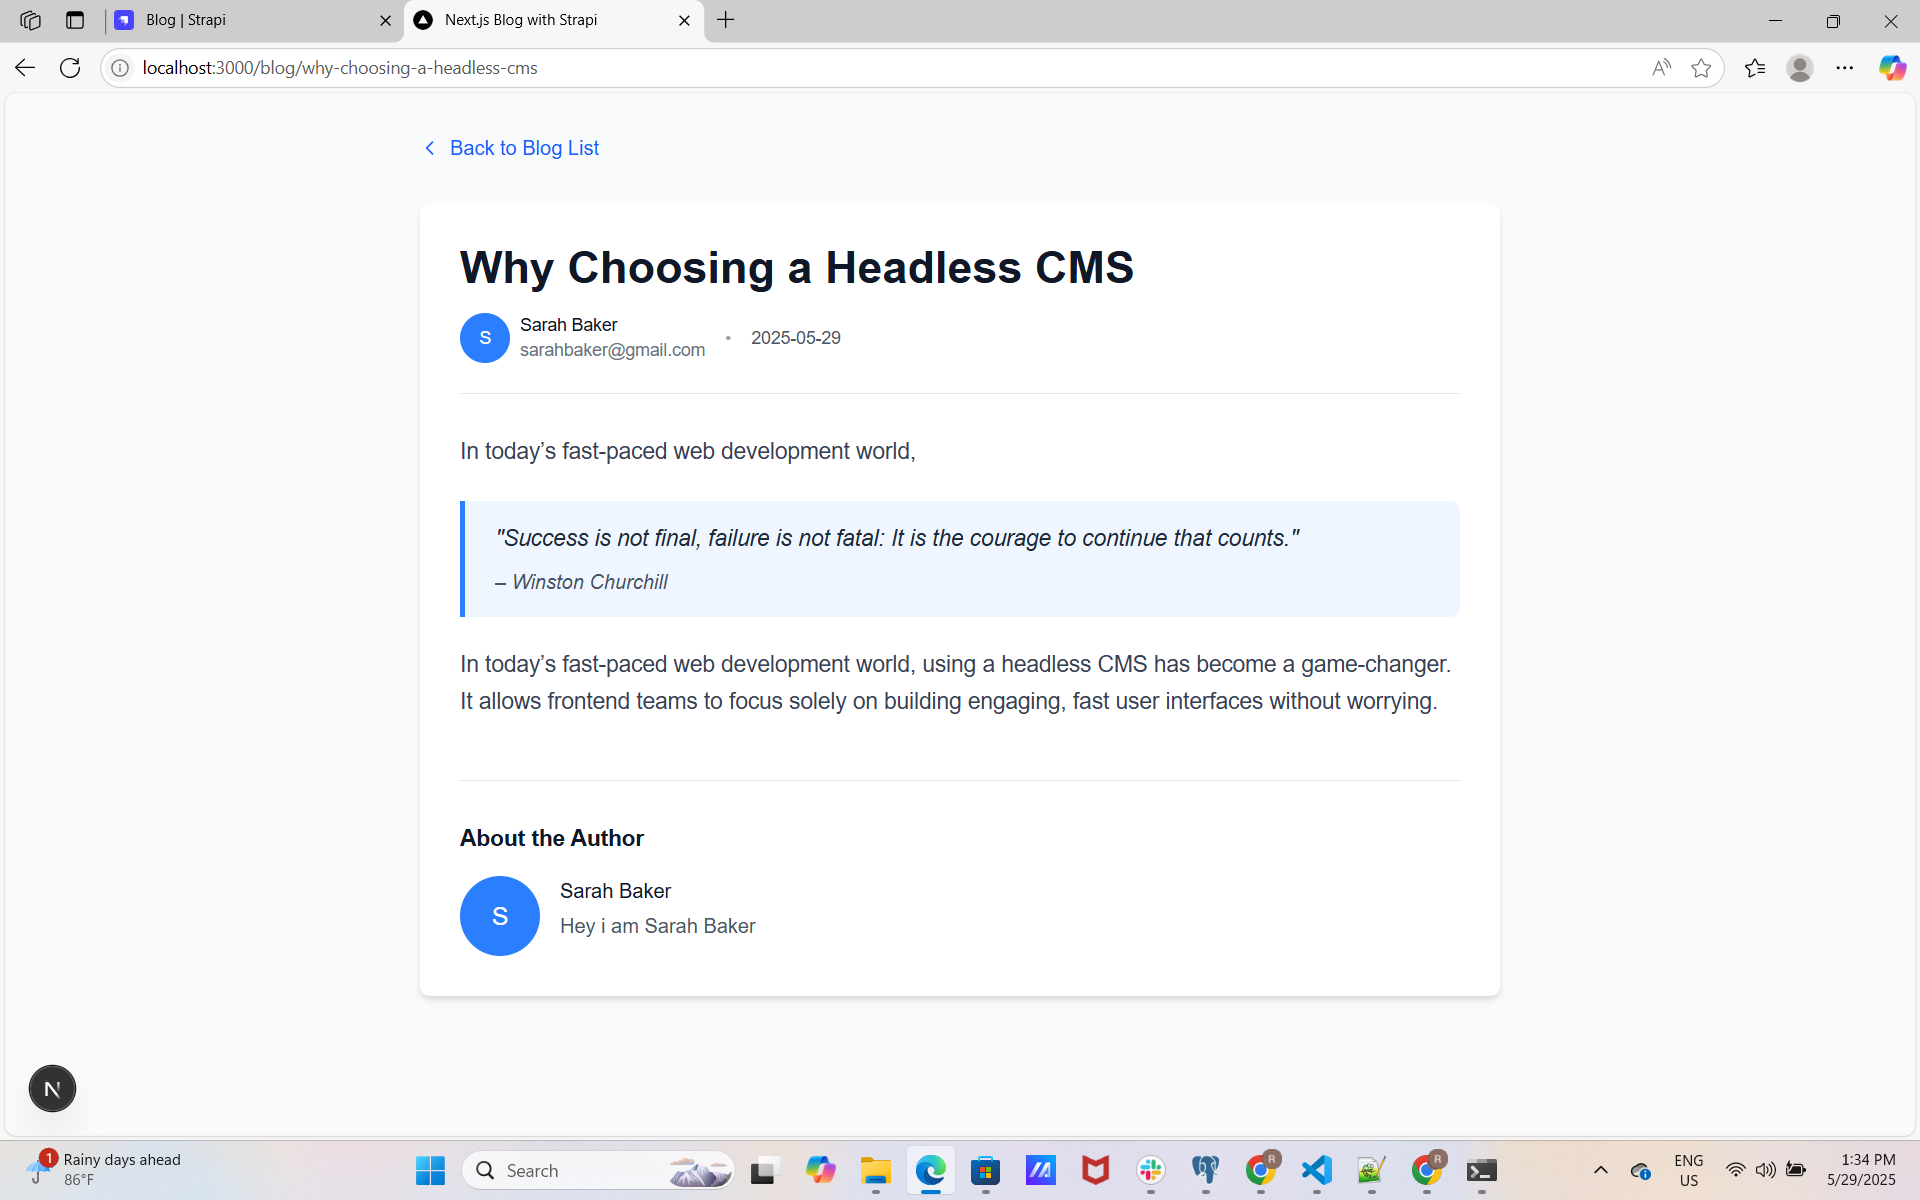 Blog | Strapi
Next.js Blog with Strapi
localhost:3000/blog/why-choosing-a-headless-cms
Back to Blog List
Why Choosing a Headless CMS
S
Sarah Baker
sarahbaker@gmail.com
• 2025-05-29
In today’s fast-paced web development world,
"Success is not final, failure is not fatal: It is the courage to continue that counts."
– Winston Churchill
In today’s fast-paced web development world, using a headless CMS has become a game-changer.
It allows frontend teams to focus solely on building engaging, fast user interfaces without worrying.
About the Author
S
Sarah Baker
Hey i am Sarah Baker
N
1
Rainy days ahead
86°F
Search
R
R
ENG
US
1:34 PM
5/29/2025